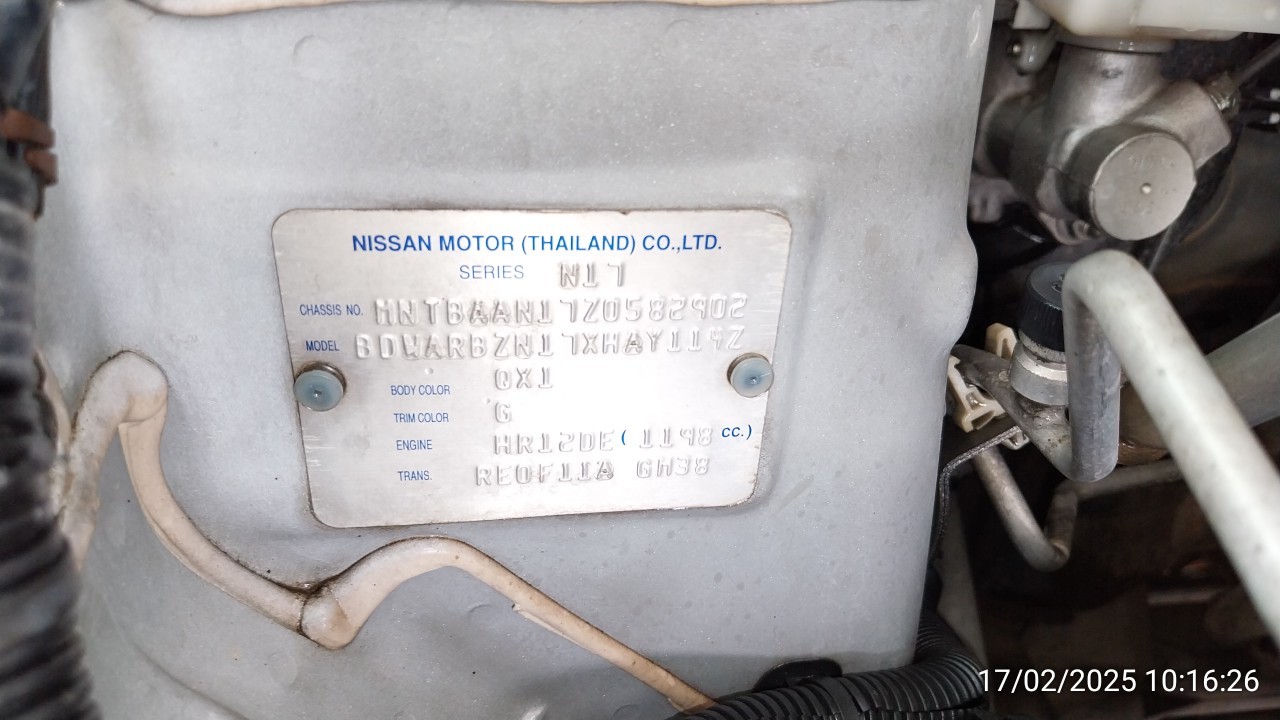 NISSAN MOTOR (THAILAND) CO.,LTD.
SERIES N17
CHASSIS NO. MNTBAAN17Z0582902
MODEL BDWARBZN17XHAY114Z
BODY COLOR QX1
TRIM COLOR G
ENGINE HR12DE ( 1198 CC.)
TRANS. RE0F11A GH38
17/02/2025 10:16:26